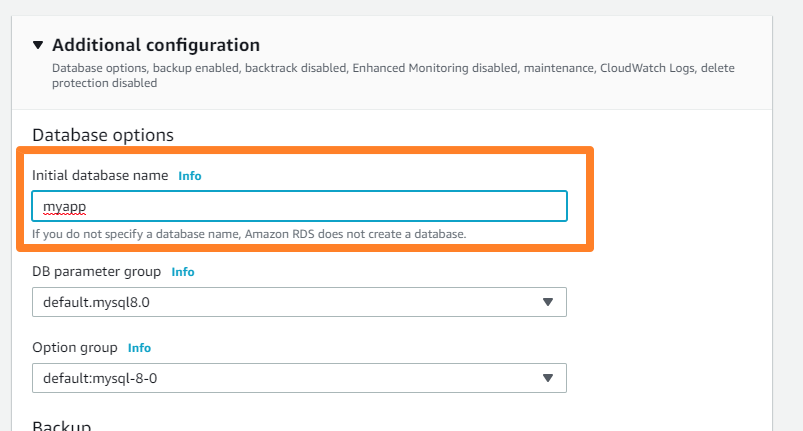 Additional configuration
Database options, backup enabled, backtrack disabled, Enhanced Monitoring disabled, maintenance, CloudWatch Logs, delete
protection disabled
Database options
Initial database name Info
myapp
If you do not specify a database name, Amazon RDS does not create a database.
DB parameter group Info
default.mysql8.0
Option group Info
default:mysql-8-0
Backup